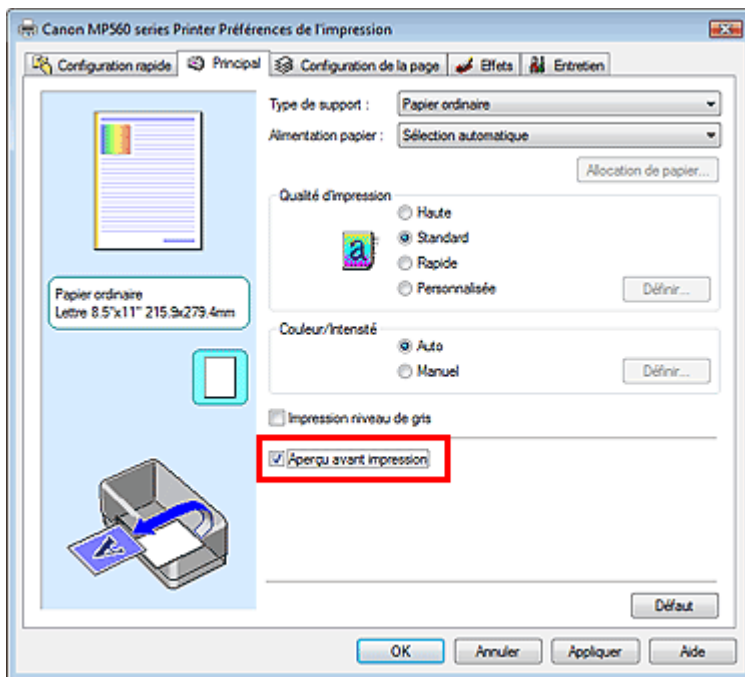 Canon MP560 series Printer Préférences de l'impression
Configuration rapide Principal Configuration de la page Effets Entretien
Type de support : Papier ordinaire
Alimentation papier : Sélection automatique
Allocation de papier...
Qualité d'impression
Haute
a Standard
Rapide
Personnalisée Définir...
Papier ordinaire
Lettre 8.5"x11" 215.9x279.4mm
Couleur/Intensité
Auto
Manuel Définir...
Impression niveau de gris
Aperçu avant impression
A
Défaut
OK Annuler Appliquer Aide